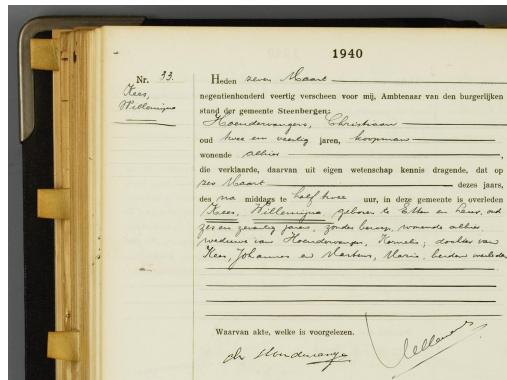 1940
Nr. 33.
Kees,
Willemijna
Heden zeven Maart
negentienhonderd veertig verscheen voor mij, Ambtenaar van den burgerlijken
stand der gemeente Steenbergen:
Hoendervangers, Christiaan
oud twee en veertig jaren, koopman
wonende alhier
die verklaarde, daarvan uit eigen wetenschap kennis dragende, dat op
zes Maart dezes jaars,
des na middags te half twee uur, in deze gemeente is overleden
Kees, Willemijna, geboren te Etten en Leur, oud
zes en zeventig jaren, zonder beroep, wonende alhier,
weduwe van Hoendervangers, Kornelis; dochter van
Kees, Johannes en Martens, Maria, beiden overleden
Waarvan akte, welke is voorgelezen.